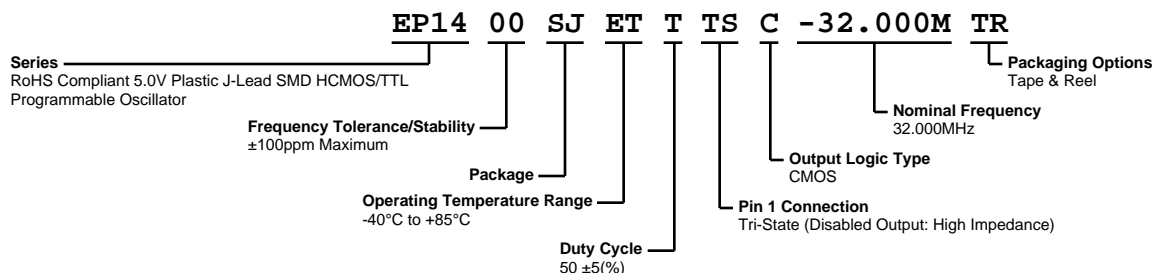 EP14 00 SJ ET T TS C -32.000M TR
Series
RoHS Compliant 5.0V Plastic J-Lead SMD HCMOS/TTL
Programmable Oscillator
Packaging Options
Tape & Reel
Frequency Tolerance/Stability
±100ppm Maximum
Nominal Frequency
32.000MHz
Package
Output Logic Type
CMOS
Operating Temperature Range
-40°C to +85°C
Pin 1 Connection
Tri-State (Disabled Output: High Impedance)
Duty Cycle
50 ±5(%)